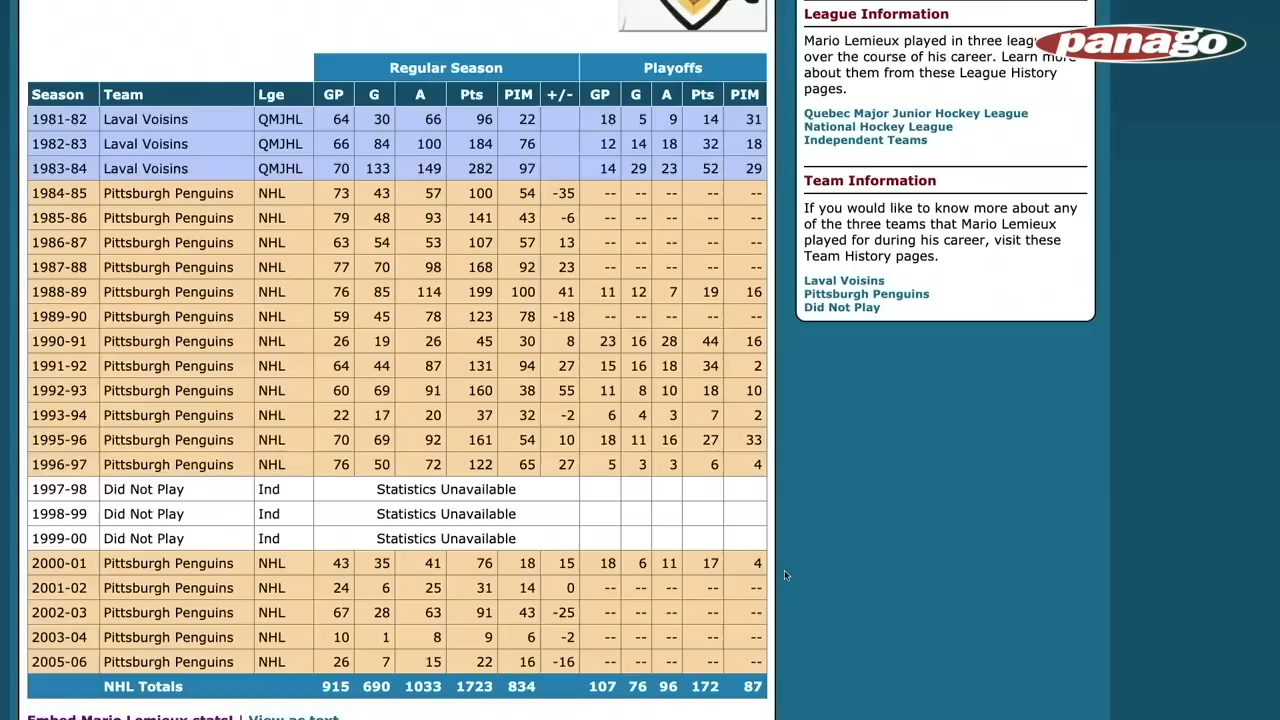 Regular Season Playoffs
Season Team Lge GP G A Pts PIM +/- GP G A Pts PIM
1981-82 Laval Voisins QMJHL 64 30 66 96 22 18 5 9 14 31
1982-83 Laval Voisins QMJHL 66 84 100 184 76 12 14 18 32 18
1983-84 Laval Voisins QMJHL 70 133 149 282 97 14 29 23 52 29
1984-85 Pittsburgh Penguins NHL 73 43 57 100 54 -35 -- -- -- -- --
1985-86 Pittsburgh Penguins NHL 79 48 93 141 43 -6 -- -- -- -- --
1986-87 Pittsburgh Penguins NHL 63 54 53 107 57 13 -- -- -- -- --
1987-88 Pittsburgh Penguins NHL 77 70 98 168 92 23 -- -- -- -- --
1988-89 Pittsburgh Penguins NHL 76 85 114 199 100 41 11 12 7 19 16
1989-90 Pittsburgh Penguins NHL 59 45 78 123 78 -18 -- -- -- -- --
1990-91 Pittsburgh Penguins NHL 26 19 26 45 30 8 23 16 28 44 16
1991-92 Pittsburgh Penguins NHL 64 44 87 131 94 27 15 16 18 34 2
1992-93 Pittsburgh Penguins NHL 60 69 91 160 38 55 11 8 10 18 10
1993-94 Pittsburgh Penguins NHL 22 17 20 37 32 -2 6 4 3 7 2
1995-96 Pittsburgh Penguins NHL 70 69 92 161 54 10 18 11 16 27 33
1996-97 Pittsburgh Penguins NHL 76 50 72 122 65 27 5 3 3 6 4
1997-98 Did Not Play Ind Statistics Unavailable
1998-99 Did Not Play Ind Statistics Unavailable
1999-00 Did Not Play Ind Statistics Unavailable
2000-01 Pittsburgh Penguins NHL 43 35 41 76 18 15 18 6 11 17 4
2001-02 Pittsburgh Penguins NHL 24 6 25 31 14 0 -- -- -- -- --
2002-03 Pittsburgh Penguins NHL 67 28 63 91 43 -25 -- -- -- -- --
2003-04 Pittsburgh Penguins NHL 10 1 8 9 6 -2 -- -- -- -- --
2005-06 Pittsburgh Penguins NHL 26 7 15 22 16 -16 -- -- -- -- --
NHL Totals 915 690 1033 1723 834 107 76 96 172 87
Embed Mario Lemieux stats! | View as text
League Information
Mario Lemieux played in three
over the course of his career. Learn more
about them from these League History
pages.
Quebec Major Junior Hockey League
National Hockey League
Independent Teams
Team Information
If you would like to know more about any
of the three teams that Mario Lemieux
played for during his career, visit these
Team History pages.
Laval Voisins
Pittsburgh Penguins
Did Not Play
panago